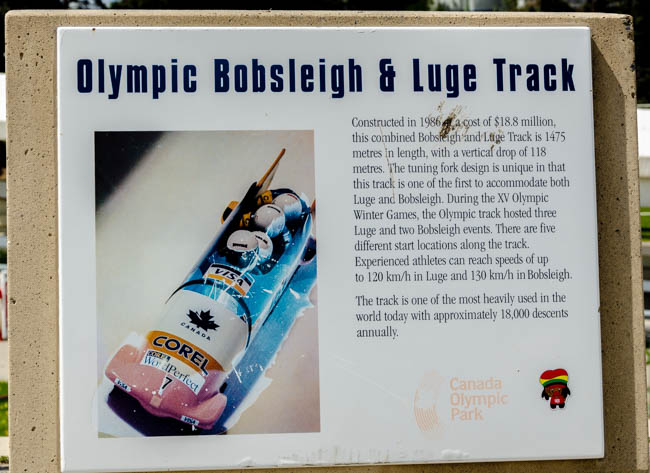 Olympic Bobsleigh & Luge Track
Constructed in 1986 at a cost of $18.8 million,
this combined Bobsleigh and Luge Track is 1475
metres in length, with a vertical drop of 118
metres. The tuning fork design is unique in that
this track is one of the first to accommodate both
Luge and Bobsleigh. During the XV Olympic
Winter Games, the Olympic track hosted three
Luge and two Bobsleigh events. There are five
different start locations along the track.
Experienced athletes can reach speeds of up
to 120 km/h in Luge and 130 km/h in Bobsleigh.
The track is one of the most heavily used in the
world today with approximately 18,000 descents
annually.
VISA
CANADA
COREL
COREL
WordPerfect
7
VISA
VISA
Canada
Olympic
Park